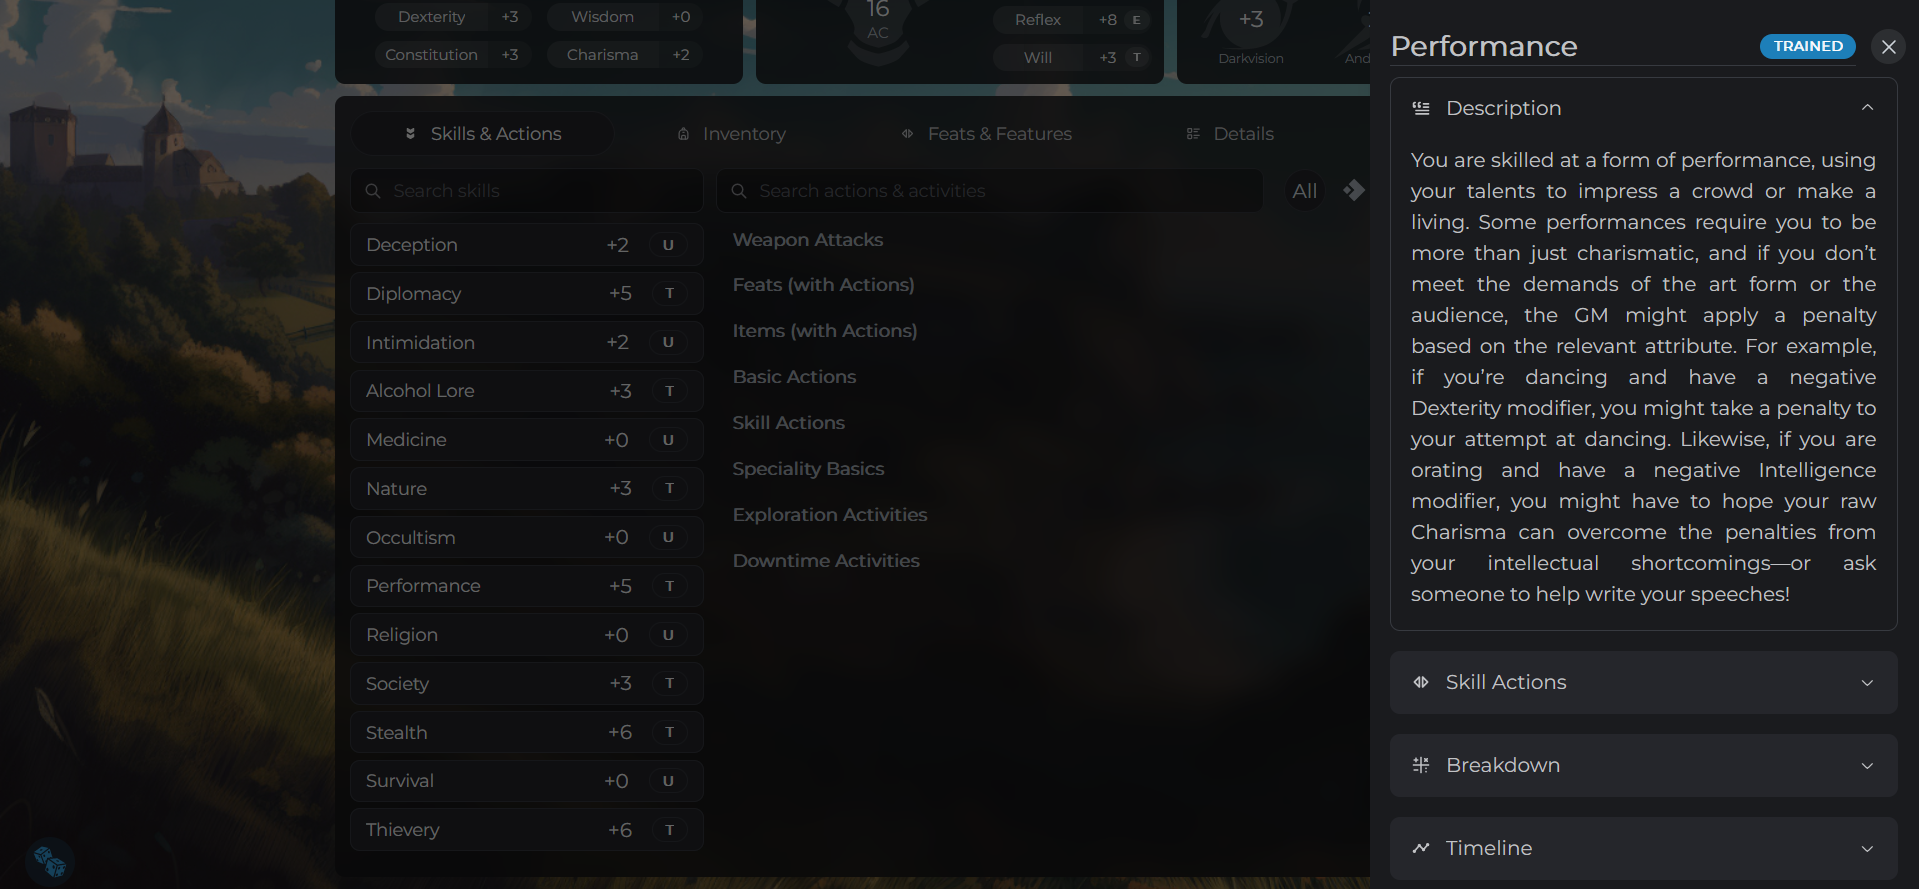 Dexterity +3
Wisdom +0
Constitution +3
Charisma +2
16
AC
Reflex +8 E
Will +3 T
+3
Darkvision
Skills & Actions
Inventory
Feats & Features
Details
Search skills
Search actions & activities
All
Deception +2 U
Diplomacy +5 T
Intimidation +2 U
Alcohol Lore +3 T
Medicine +0 U
Nature +3 T
Occultism +0 U
Performance +5 T
Religion +0 U
Society +3 T
Stealth +6 T
Survival +0 U
Thievery +6 T
Weapon Attacks
Feats (with Actions)
Items (with Actions)
Basic Actions
Skill Actions
Speciality Basics
Exploration Activities
Downtime Activities
Performance
TRAINED
Description
You are skilled at a form of performance, using
your talents to impress a crowd or make a
living. Some performances require you to be
more than just charismatic, and if you don’t
meet the demands of the art form or the
audience, the GM might apply a penalty
based on the relevant attribute. For example,
if you’re dancing and have a negative
Dexterity modifier, you might take a penalty to
your attempt at dancing. Likewise, if you are
orating and have a negative Intelligence
modifier, you might have to hope your raw
Charisma can overcome the penalties from
your intellectual shortcomings—or ask
someone to help write your speeches!
Skill Actions
Breakdown
Timeline